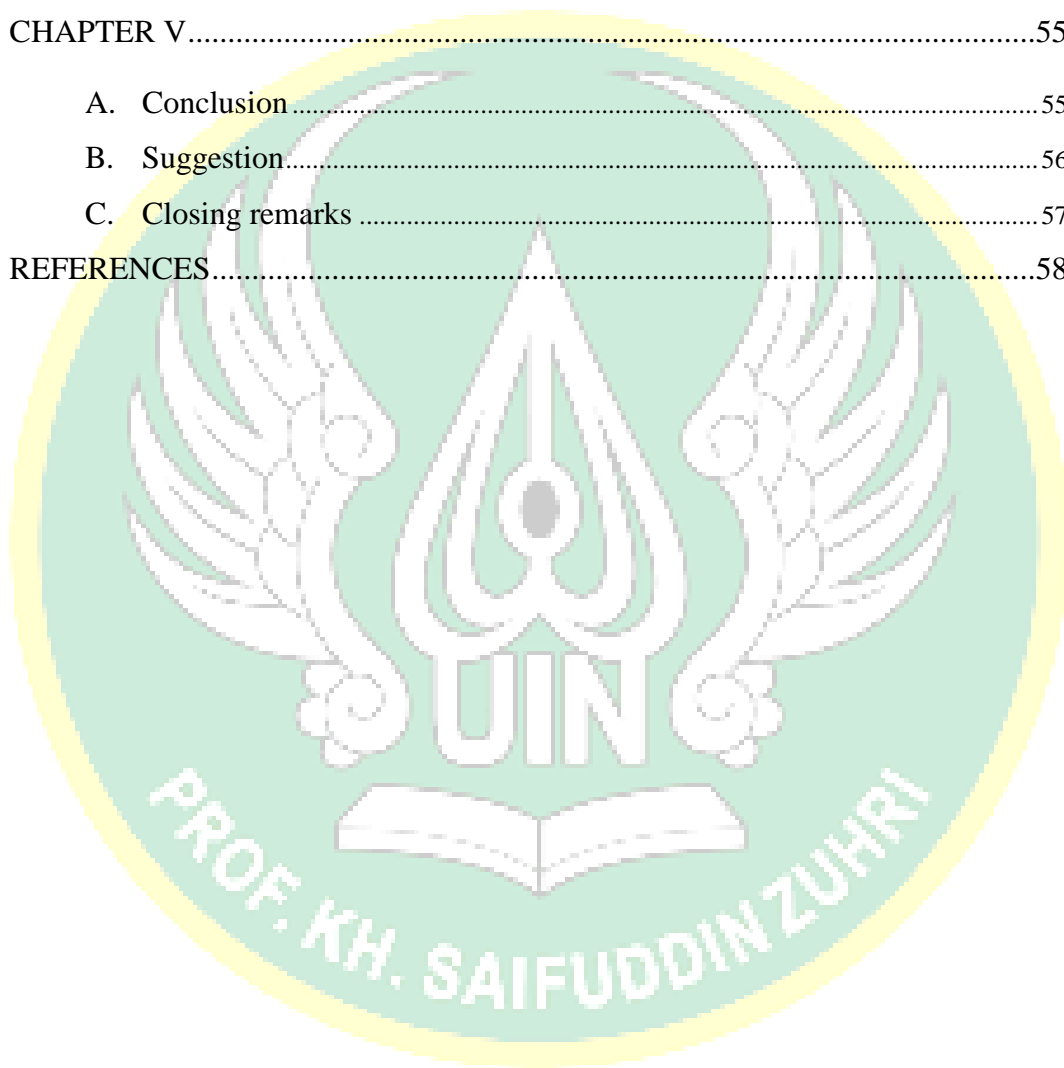 CHAPTER V.........................................................................................................55
A. Conclusion..........................................................................................................55
B. Suggestion...........................................................................................................56
C. Closing remarks..................................................................................................57
REFERENCES......................................................................................................58
UIN
PROF. KH. SAIFUDDIN ZUHRI